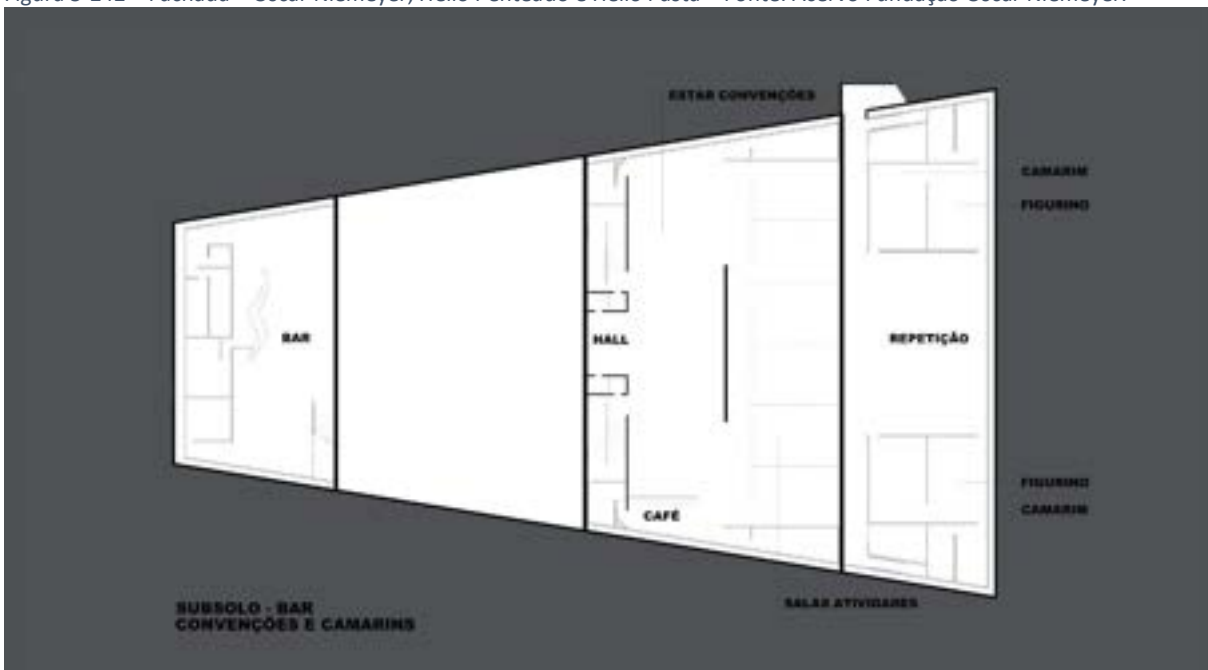 ESTAR CONVENÇÕES
CAMARIM
FIGURINO
BAR
HALL
REPETIÇÃO
FIGURINO
CAMARIM
CAFÉ
SALAS ATIVIDADES
SUBSOLO - BAR
CONVENÇÕES E CAMARINS